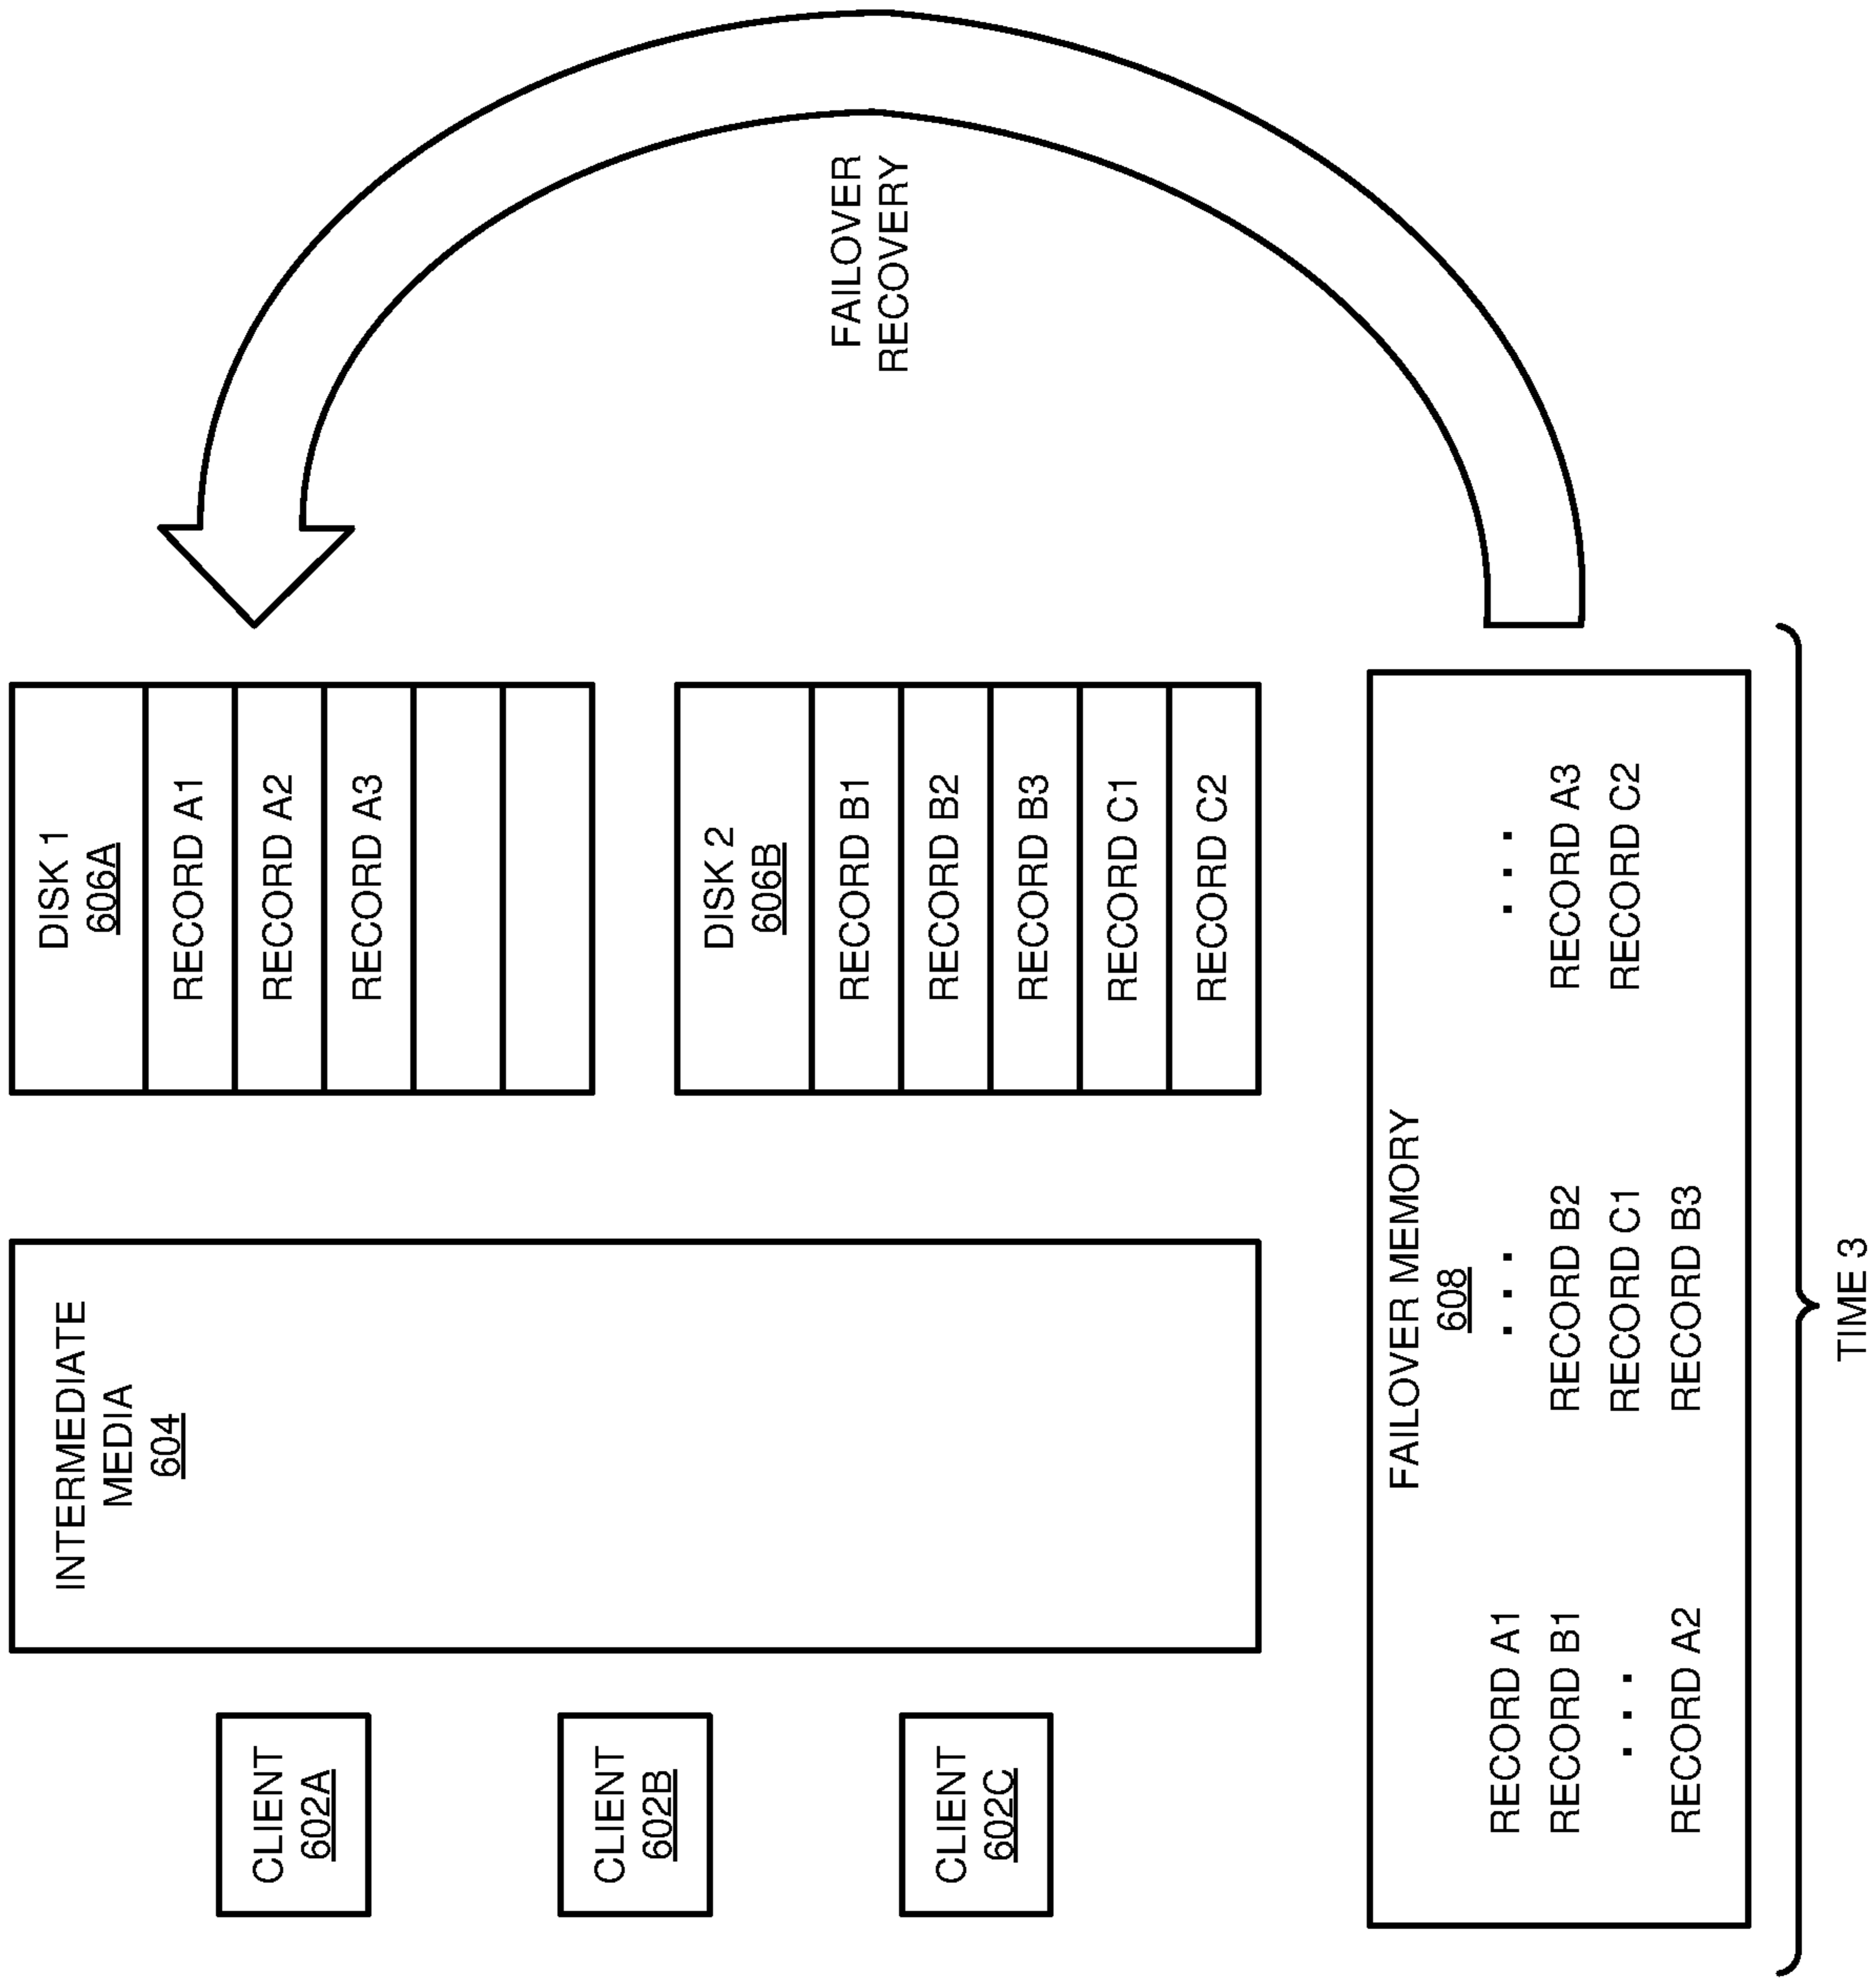 CLIENT
602A
CLIENT
602B
CLIENT
602C
INTERMEDIATE
MEDIA
604
DISK 1
606A
RECORD A1
RECORD A2
RECORD A3
DISK 2
606B
RECORD B1
RECORD B2
RECORD B3
RECORD C1
RECORD C2
FAILOVER
RECOVERY
FAILOVER MEMORY
608
RECORD A1
RECORD B1
. . .
RECORD A2
. . .
RECORD B2
RECORD C1
RECORD B3
. . .
RECORD A3
RECORD C2
TIME 3